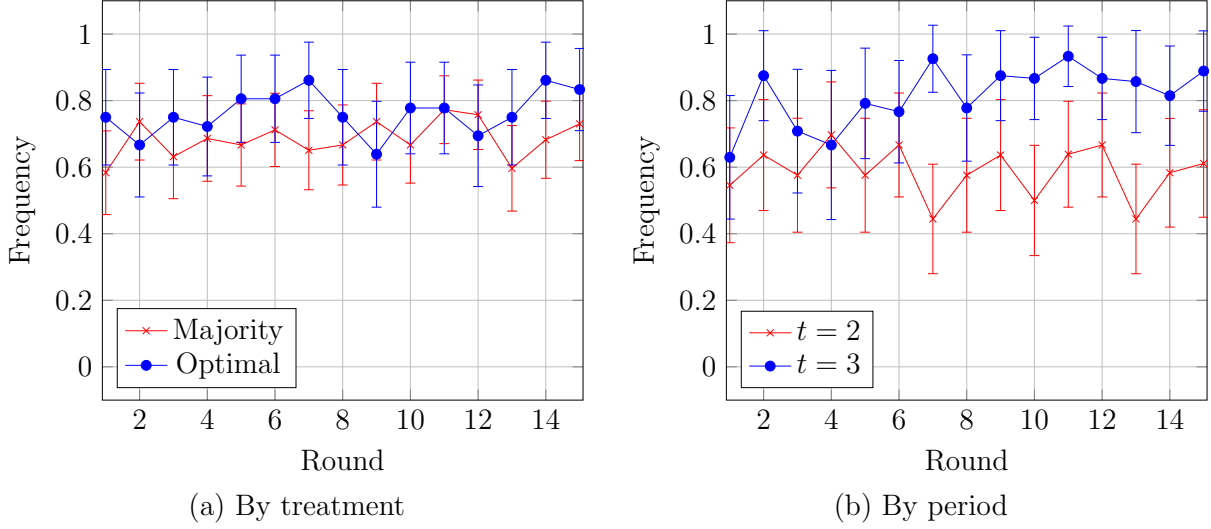 1
0.8
0.6
0.4
0.2
0
Frequency
Majority
Optimal
2 4 6 8 10 12 14
Round
(a) By treatment
1
0.8
0.6
0.4
0.2
0
Frequency
t = 2
t = 3
2 4 6 8 10 12 14
Round
(b) By period